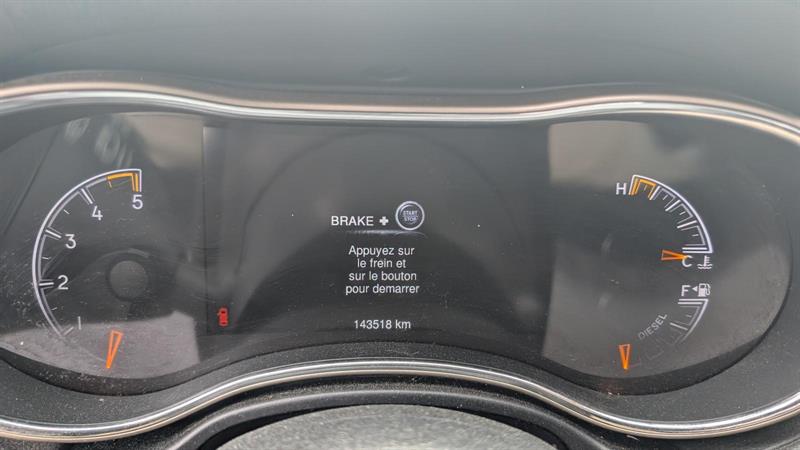 5
4
3
2
1
BRAKE + START STOP
Appuyez sur
le frein et
sur le bouton
pour demarrer
143518 km
H
C
F
DIESEL